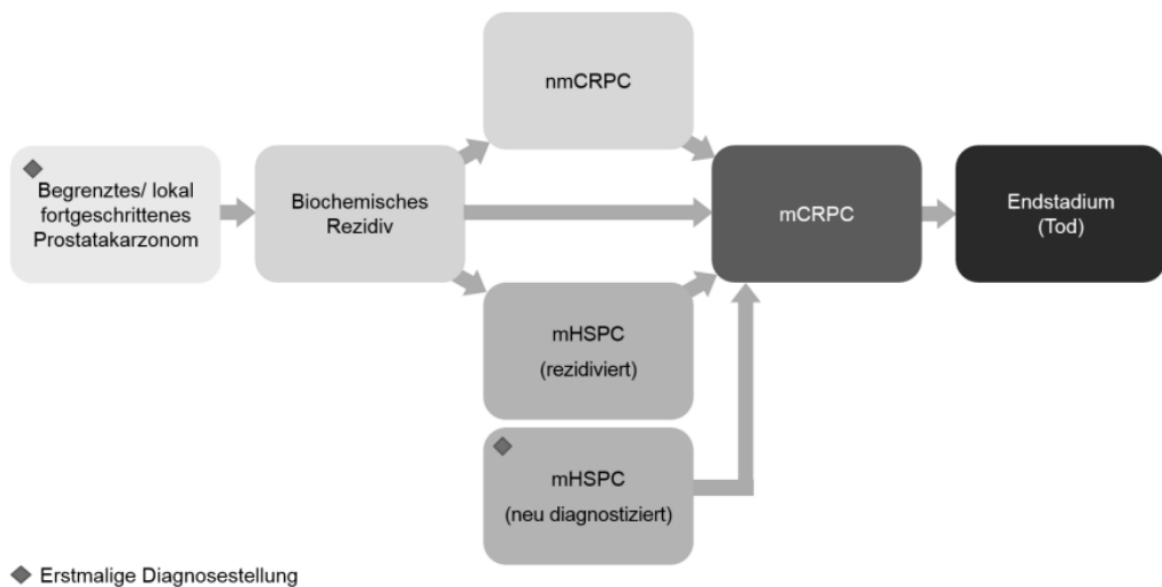 nmCRPC
Begrenztes/ lokal
fortgeschrittenes
Prostatakarzonom
Biochemisches
Rezidiv
mCRPC
Endstadium
(Tod)
mHSPC
(rezidiviert)
mHSPC
(neu diagnostiziert)
Erstmalige Diagnosestellung